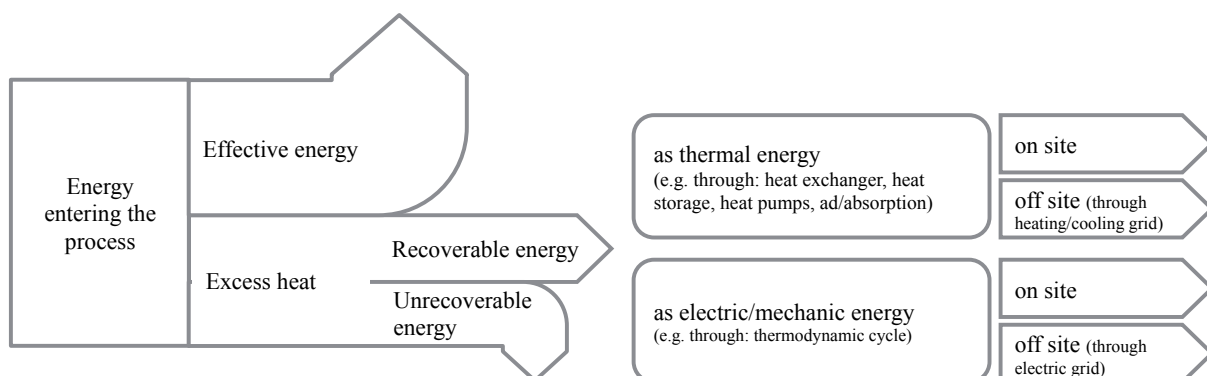 Effective energy
Energy
entering the
process
Excess heat
Recoverable energy
Unrecoverable
energy
as thermal energy
(e.g. through: heat exchanger, heat
storage, heat pumps, ad/absorption)
on site
off site (through
heating/cooling grid)
as electric/mechanic energy
(e.g. through: thermodynamic cycle)
on site
off site (through
electric grid)